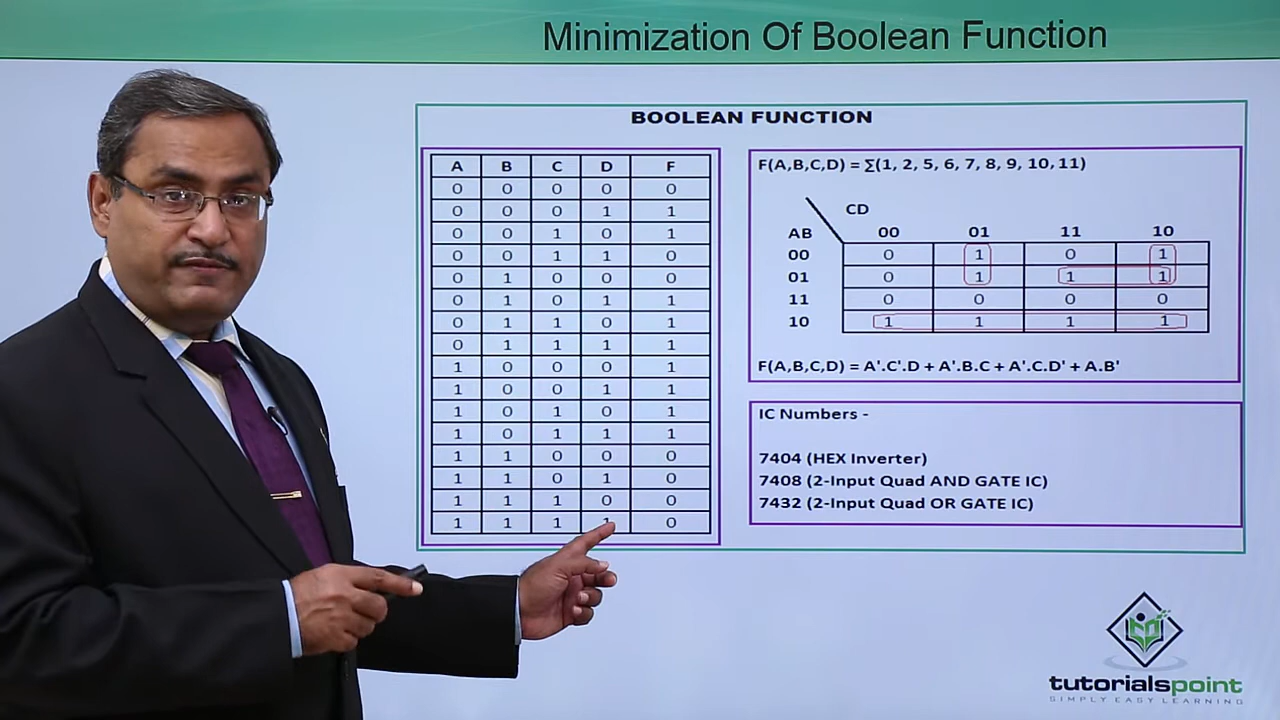 Minimization Of Boolean Function
BOOLEAN FUNCTION
A B C D F
0 0 0 0 0
0 0 0 1 1
0 0 1 0 1
0 0 1 1 0
0 1 0 0 0
0 1 0 1 1
0 1 1 0 1
0 1 1 1 1
1 0 0 0 1
1 0 0 1 1
1 0 1 0 1
1 0 1 1 1
1 1 0 0 0
1 1 0 1 0
1 1 1 0 0
1 1 1 1 0
F(A,B,C,D) = ∑(1, 2, 5, 6, 7, 8, 9, 10, 11)
CD
AB 00 01 11 10
00 0 1 0 1
01 0 1 1 1
11 0 0 0 0
10 1 1 1 1
F(A,B,C,D) = A'.C'.D + A'.B.C + A'.C.D' + A.B'
IC Numbers -
7404 (HEX Inverter)
7408 (2-Input Quad AND GATE IC)
7432 (2-Input Quad OR GATE IC)
tutorialspoint
SIMPLY EASY LEARNING